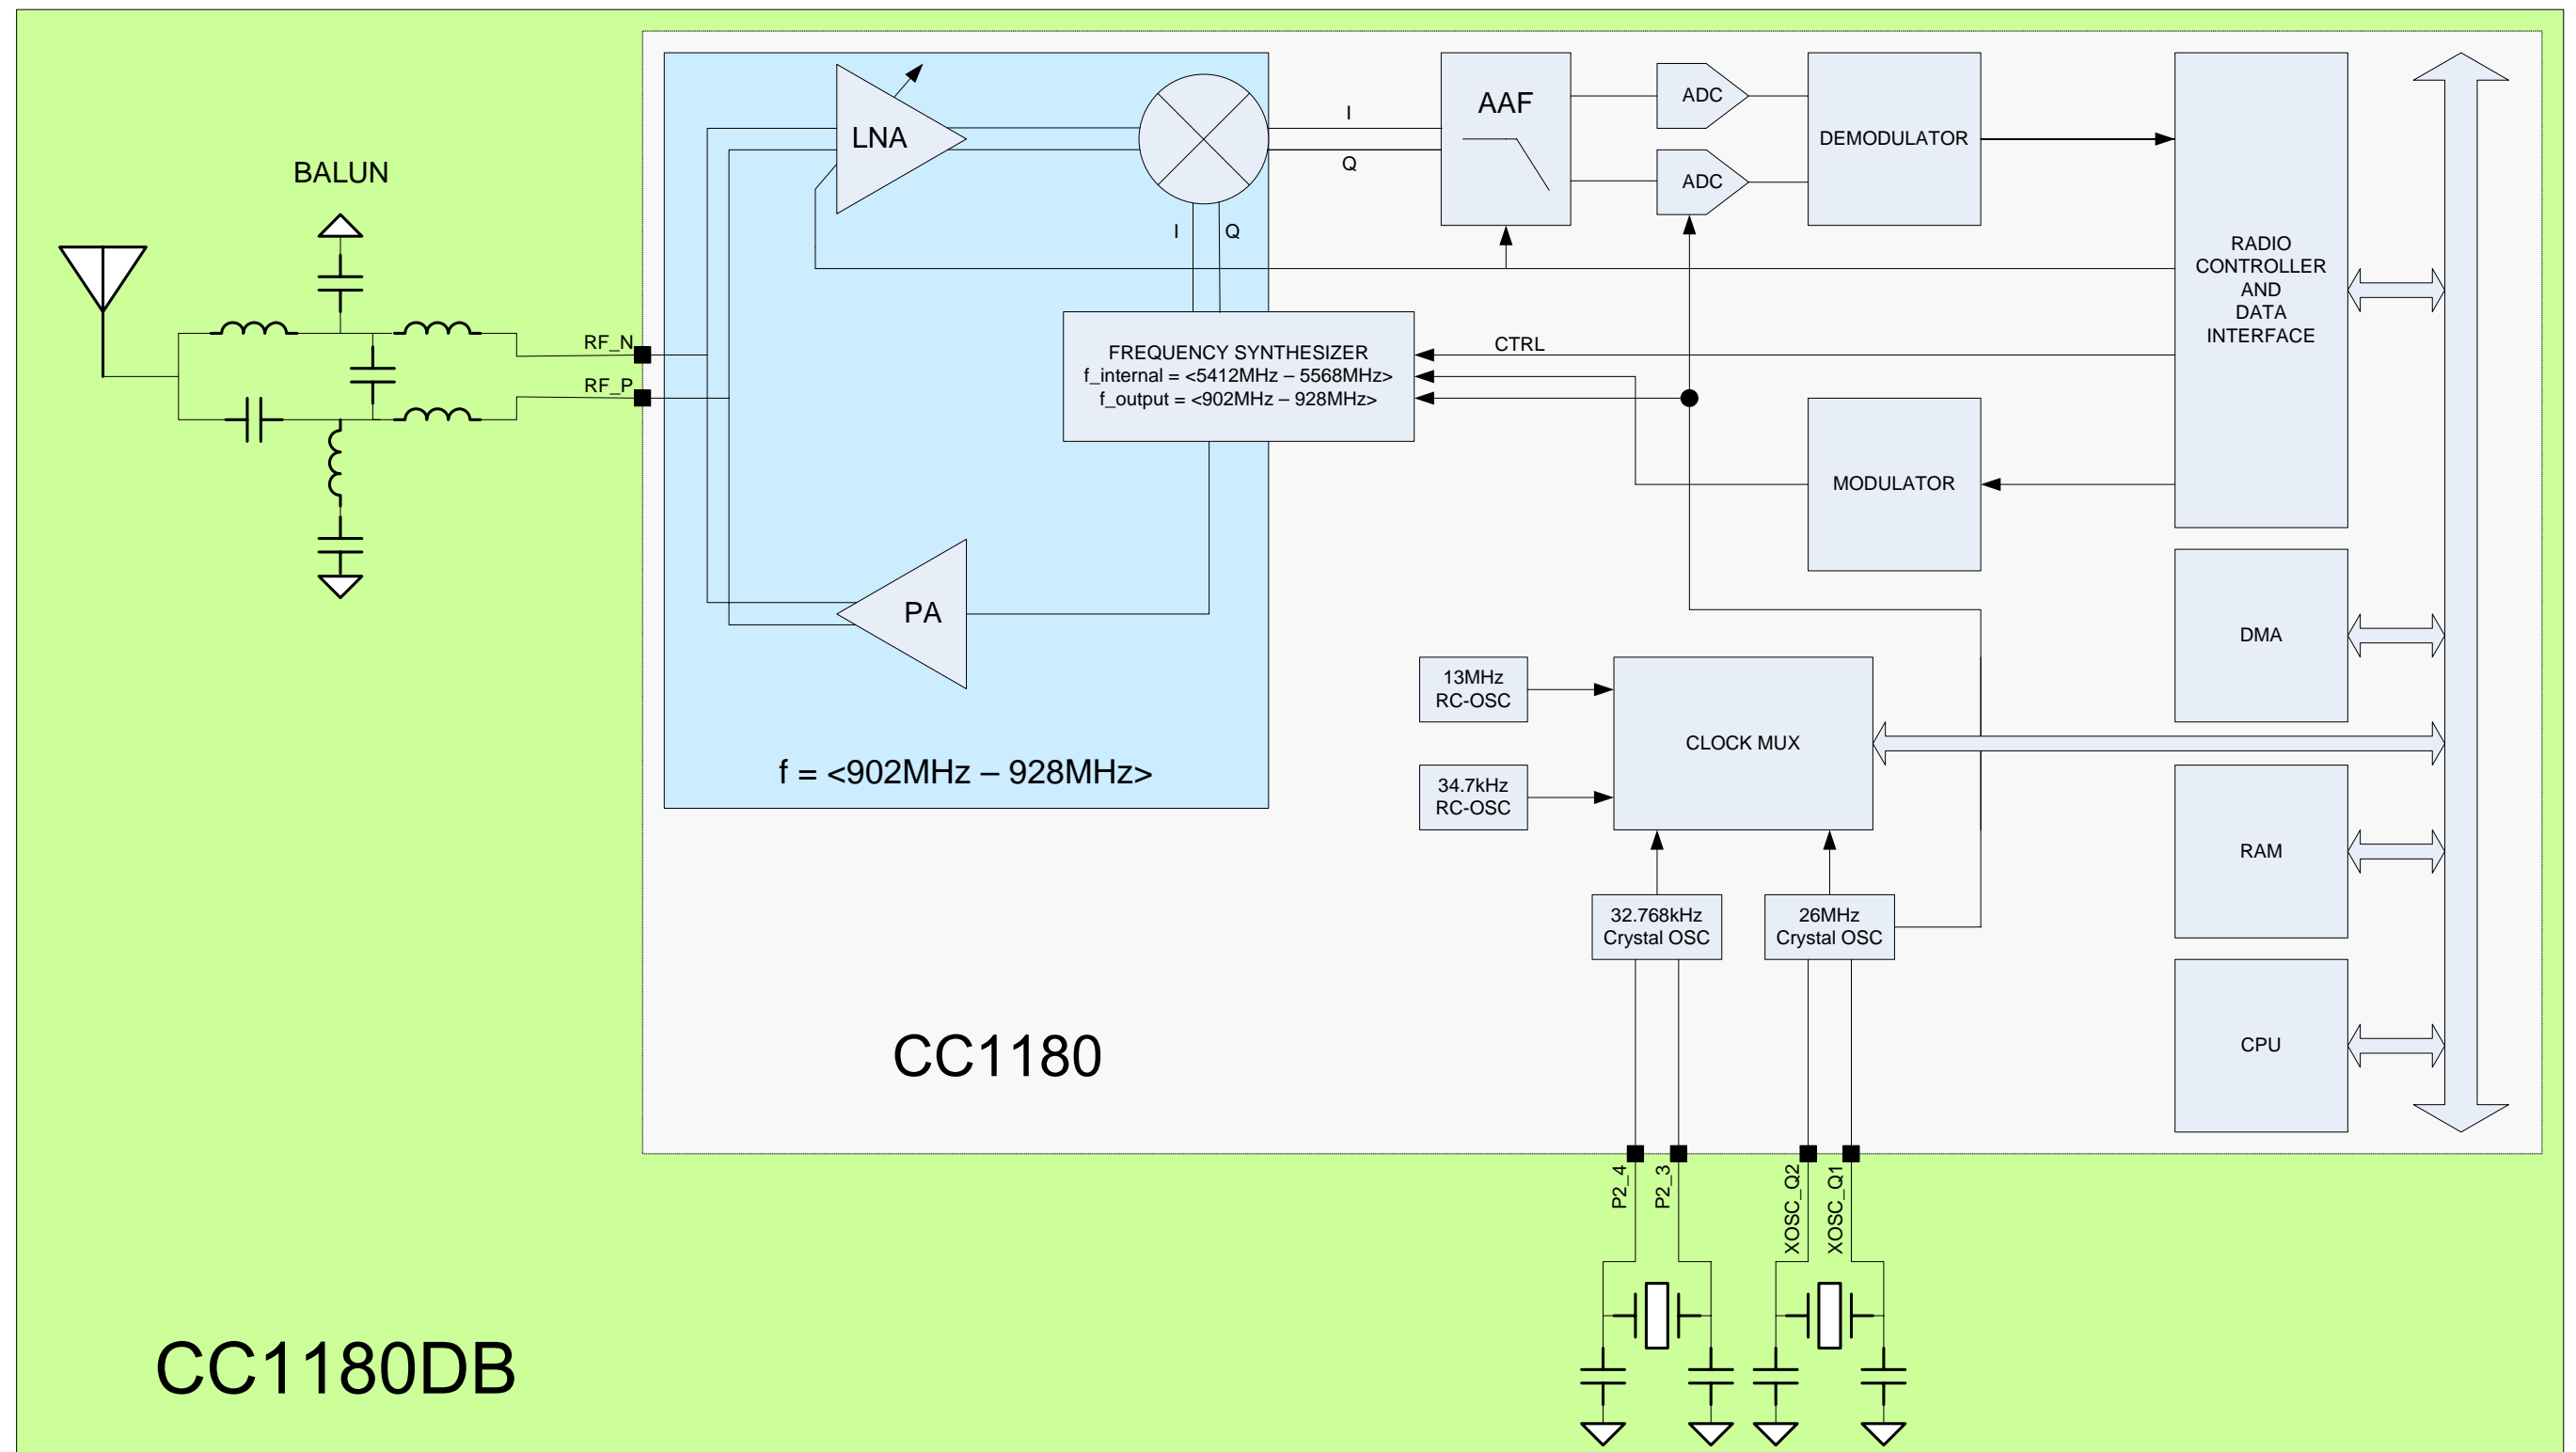 BALUN
RF_N
RF_P
LNA
I
Q
I
Q
AAF
ADC
ADC
DEMODULATOR
RADIO
CONTROLLER
AND
DATA
INTERFACE
FREQUENCY SYNTHESIZER
f_internal = <5412MHz – 5568MHz>
f_output = <902MHz – 928MHz>
CTRL
MODULATOR
PA
f = <902MHz – 928MHz>
13MHz
RC-OSC
34.7kHz
RC-OSC
CLOCK MUX
DMA
RAM
CPU
32.768kHz
Crystal OSC
26MHz
Crystal OSC
CC1180
P2_4
P2_3
XOSC_Q2
XOSC_Q1
CC1180DB